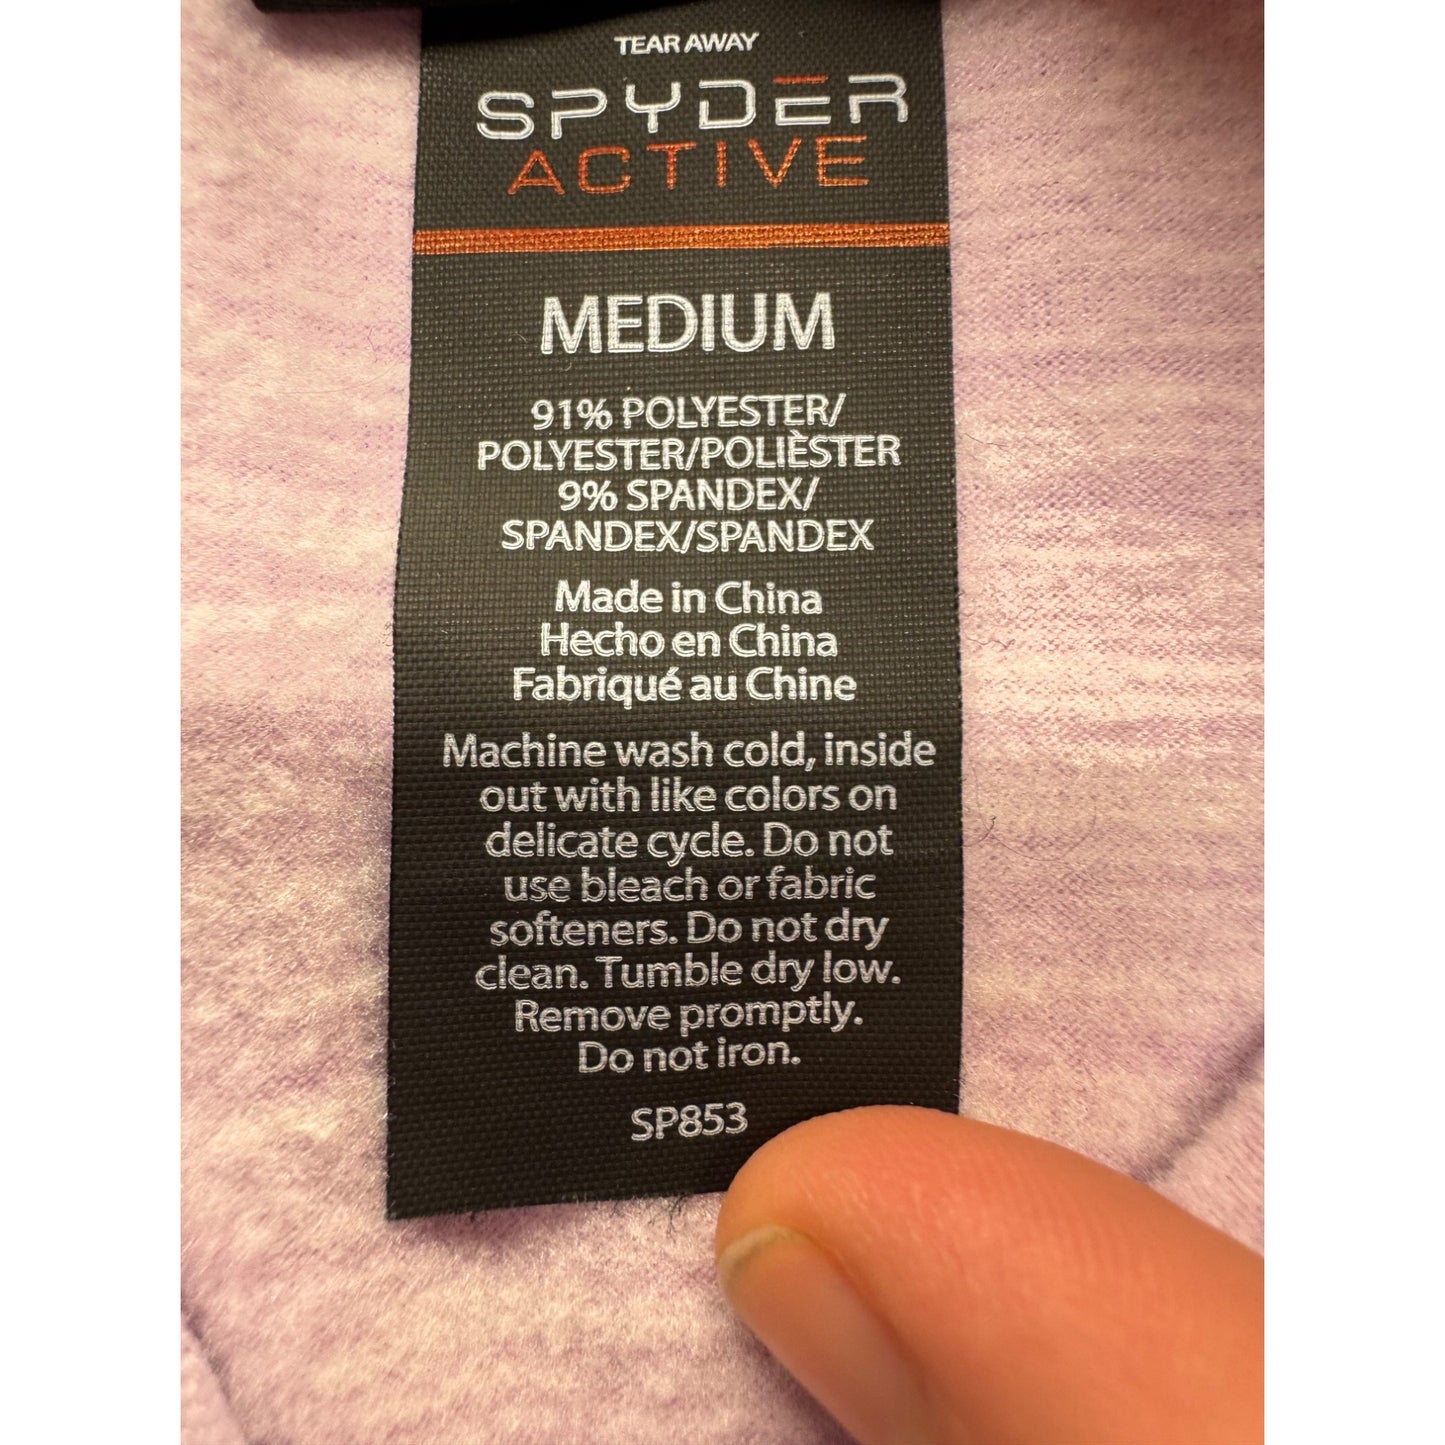 TEAR AWAY
SPYDER
ACTIVE
MEDIUM
91% POLYESTER/
POLYESTER/POLIÈSTER
9% SPANDEX/
SPANDEX/SPANDEX
Made in China
Hecho en China
Fabriqué au Chine
Machine wash cold, inside
out with like colors on
delicate cycle. Do not
use bleach or fabric
softeners. Do not dry
clean. Tumble dry low.
Remove promptly.
Do not iron.
SP853